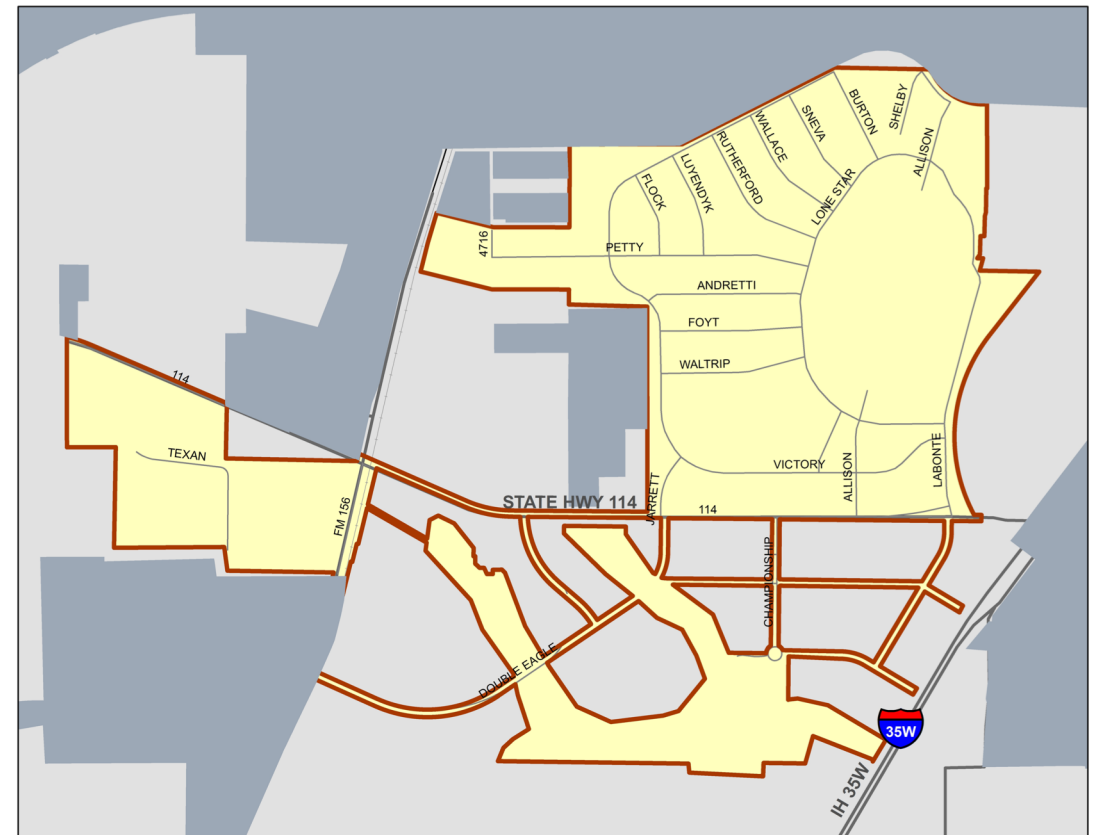 SHELBY
BURTON
SNEVA
WALLACE
RUTHERFORD
LUYENDYK
FLOCK
ALLISON
LONE STAR
4716
PETTY
ANDRETTI
FOYT
WALTRIP
114
TEXAN
VICTORY
ALLISON
LABONTE
JARRETT
STATE HWY 114
114
FM 156
CHAMPIONSHIP
DOUBLE EAGLE
35W
IH 35W